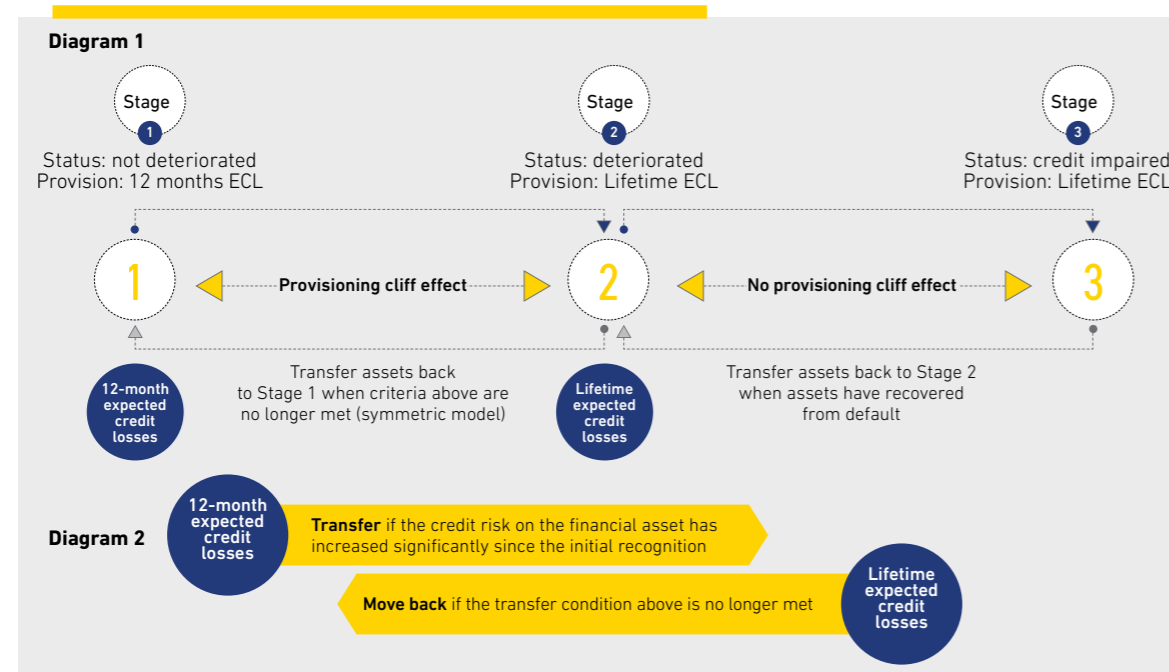 Diagram 1
Stage
1
Status: not deteriorated
Provision: 12 months ECL
Stage
2
Status: deteriorated
Provision: Lifetime ECL
Stage
3
Status: credit impaired
Provision: Lifetime ECL
1
Provisioning cliff effect
2
No provisioning cliff effect
3
12-month
expected
credit
losses
Transfer assets back
to Stage 1 when criteria above are
no longer met (symmetric model)
Lifetime
expected
credit
losses
Transfer assets back to Stage 2
when assets have recovered
from default
Diagram 2
12-month
expected
credit
losses
Transfer if the credit risk on the financial asset has
increased significantly since the initial recognition
Move back if the transfer condition above is no longer met
Lifetime
expected
credit
losses